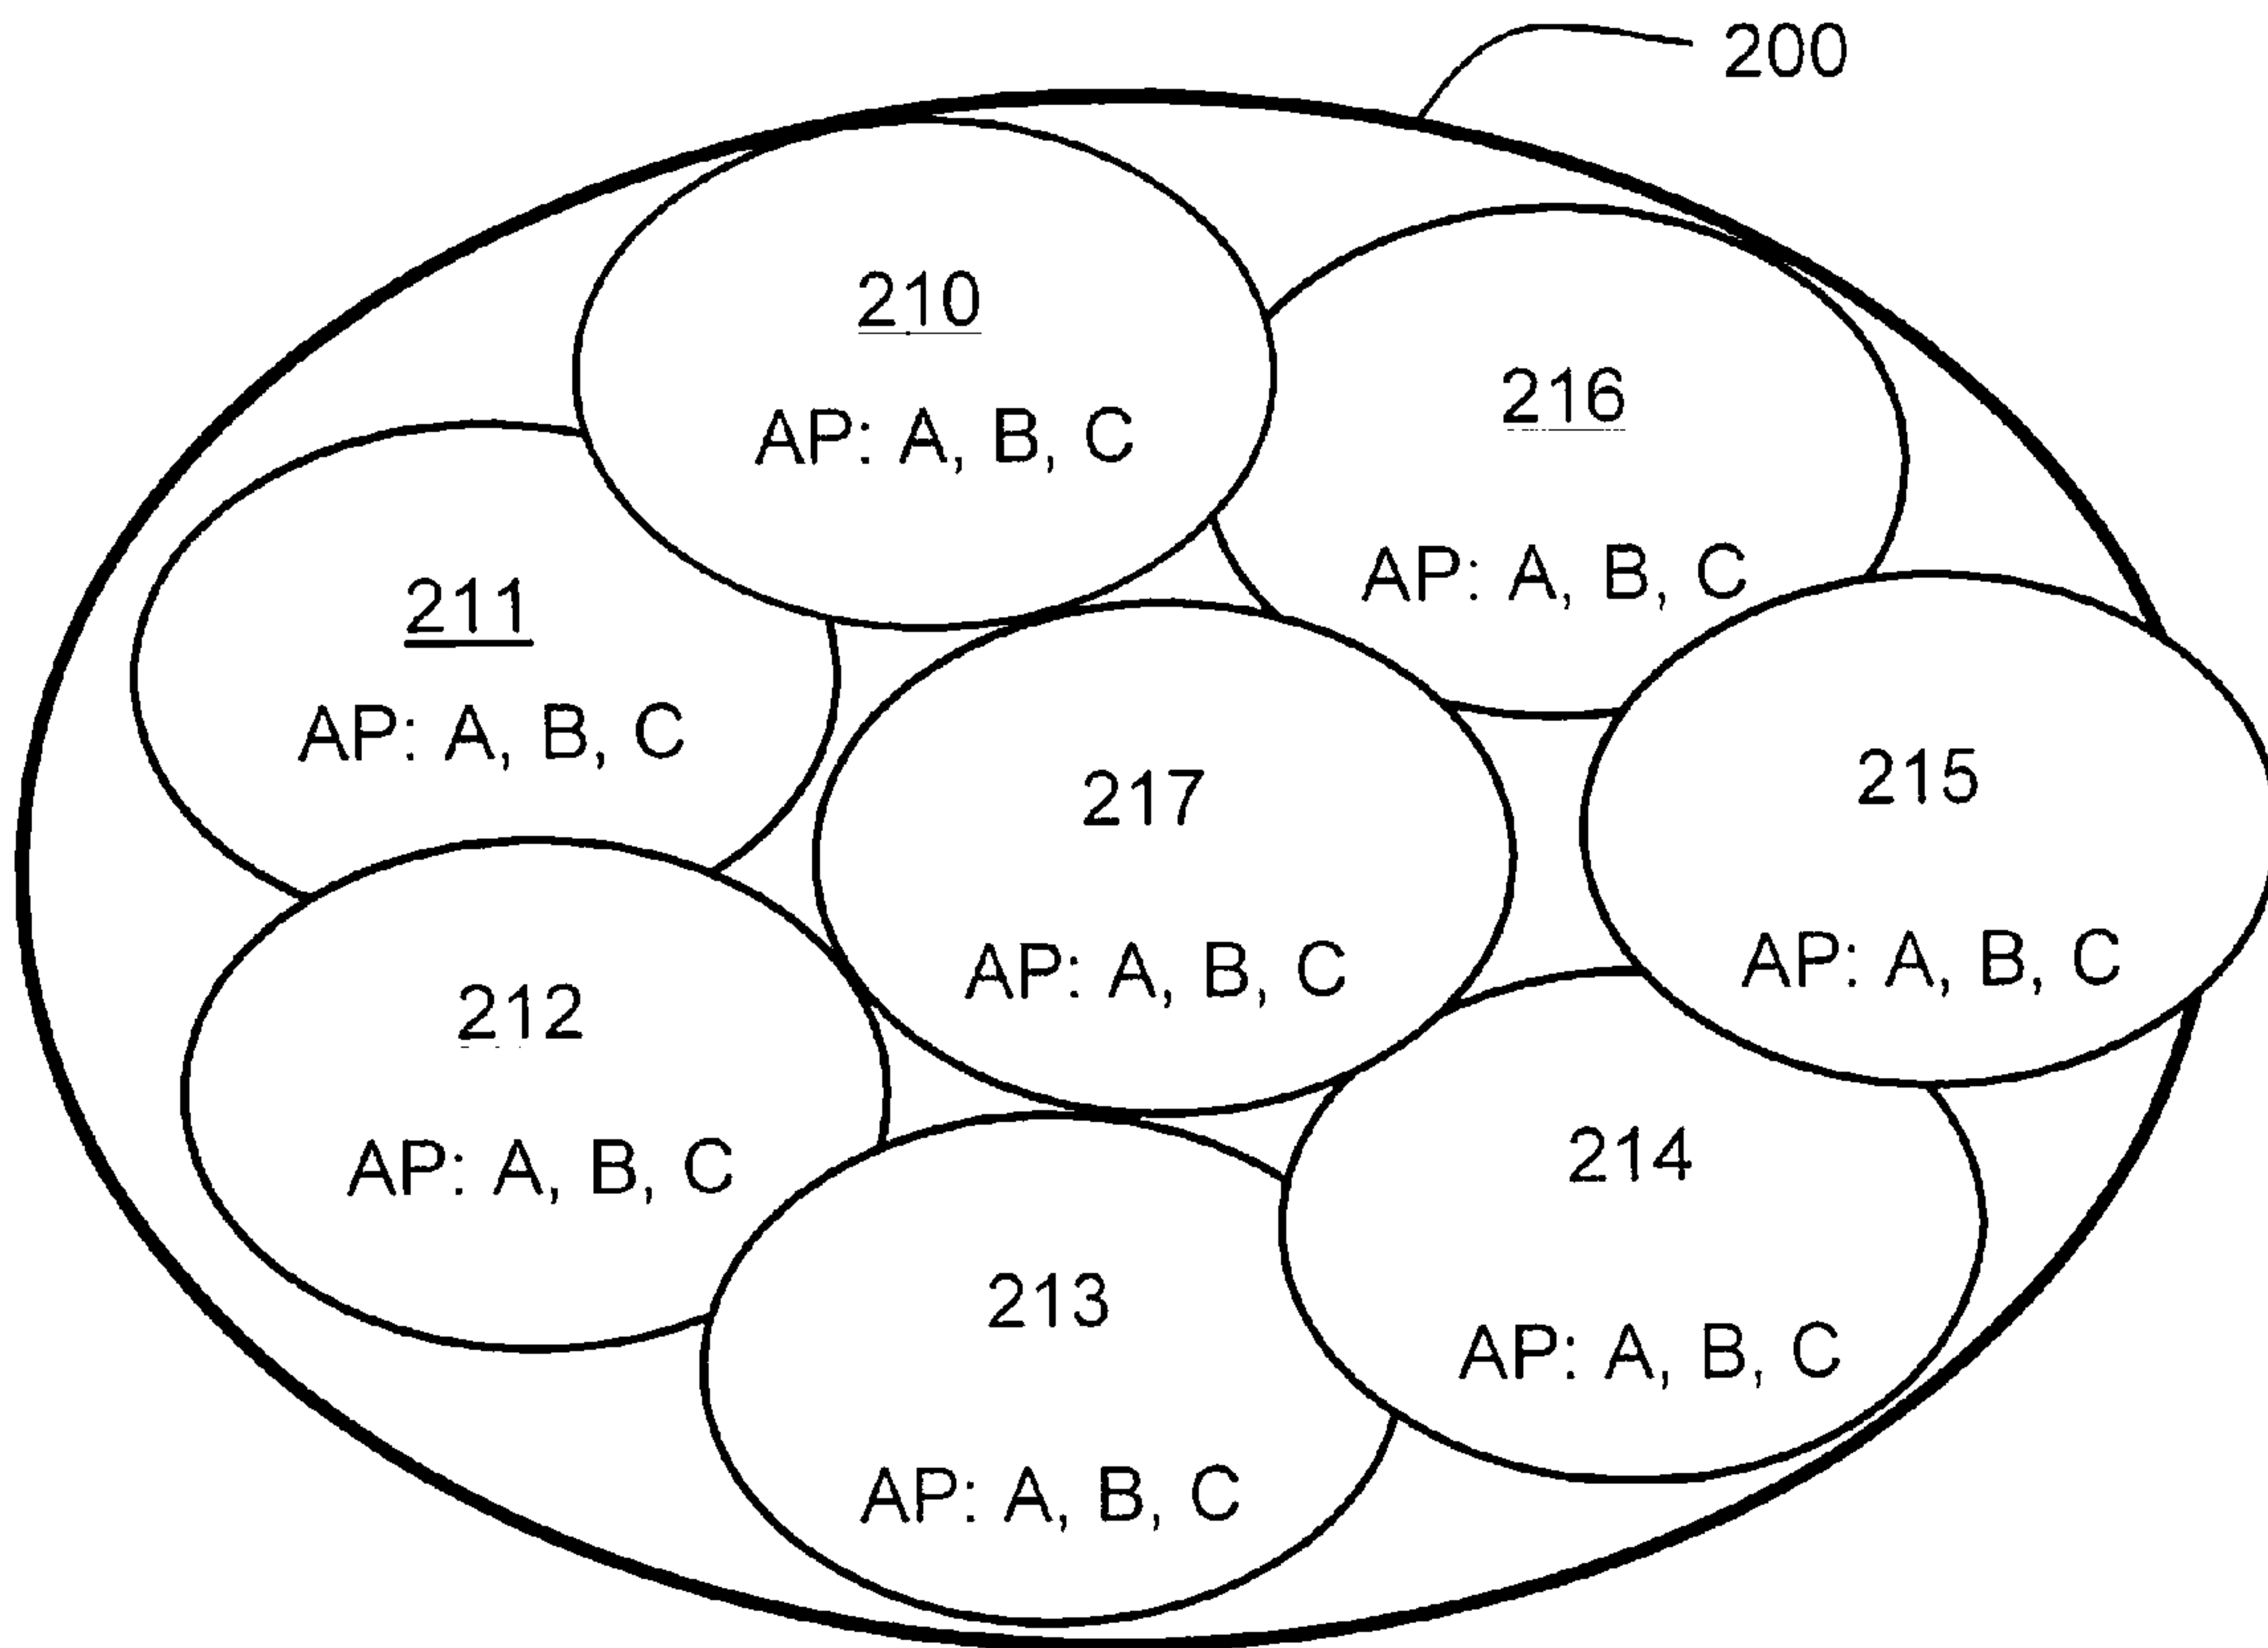 200
210
AP: A, B, C
216
AP: A, B, C
211
AP: A, B, C
217
AP: A, B, C
215
AP: A, B, C
212
AP: A, B, C
214
AP: A, B, C
213
AP: A, B, C